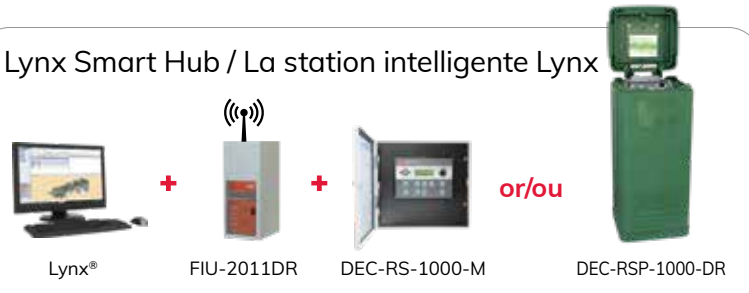 Lynx Smart Hub / La station intelligente Lynx
+
+
or/ou
Lynx®
FIU-2011DR
DEC-RS-1000-M
DEC-RSP-1000-DR